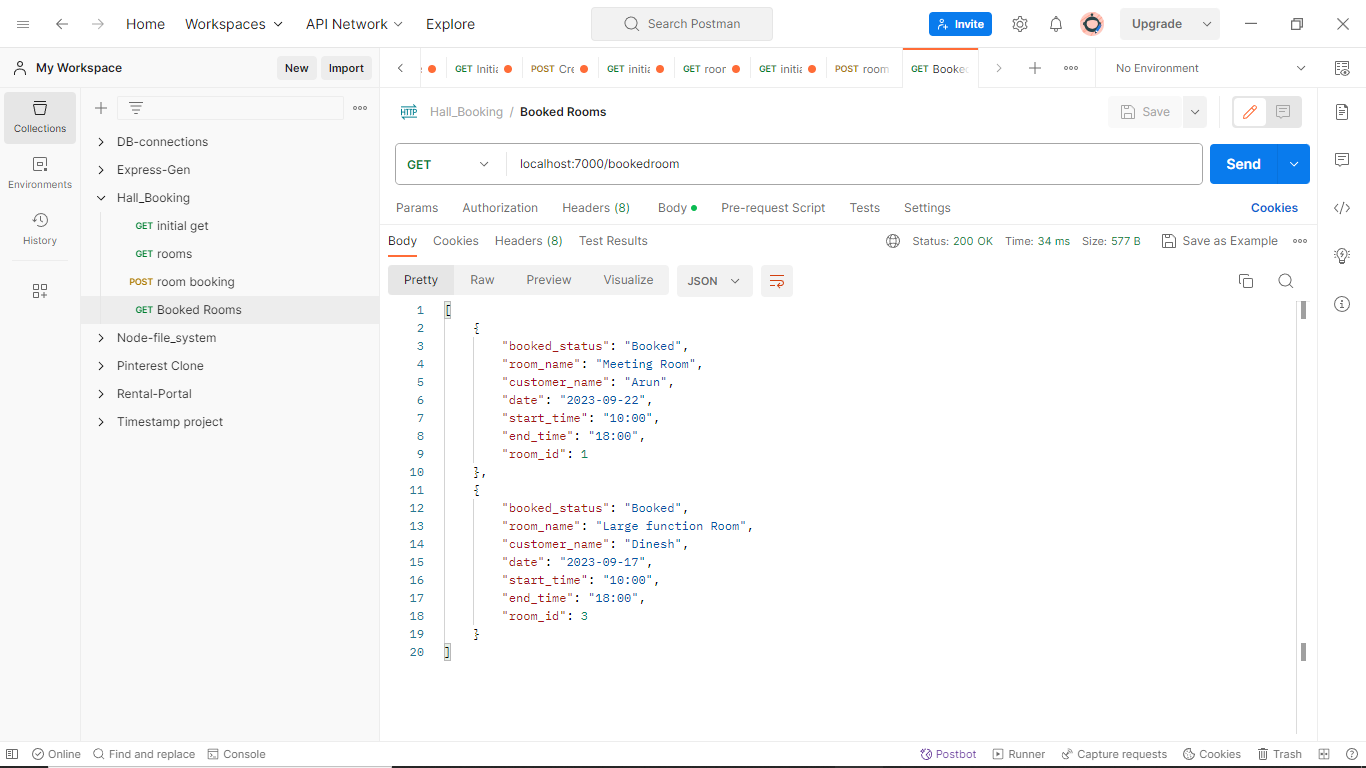 Home Workspaces API Network Explore Search Postman Invite Upgrade
My Workspace New Import
GET Initia POST Cre GET initia GET roor GET initia POST room GET Booked No Environment
Collections
Environments
History
DB-connections
Express-Gen
Hall_Booking
GET initial get
GET rooms
POST room booking
GET Booked Rooms
Node-file_system
Pinterest Clone
Rental-Portal
Timestamp project
HTTP Hall_Booking / Booked Rooms Save
GET localhost:7000/bookedroom Send
Params Authorization Headers (8) Body Pre-request Script Tests Settings Cookies
Body Cookies Headers (8) Test Results Status: 200 OK Time: 34 ms Size: 577 B Save as Example
Pretty Raw Preview Visualize JSON
1 [
2 {
3 "booked_status": "Booked",
4 "room_name": "Meeting Room",
5 "customer_name": "Arun",
6 "date": "2023-09-22",
7 "start_time": "10:00",
8 "end_time": "18:00",
9 "room_id": 1
10 },
11 {
12 "booked_status": "Booked",
13 "room_name": "Large function Room",
14 "customer_name": "Dinesh",
15 "date": "2023-09-17",
16 "start_time": "10:00",
17 "end_time": "18:00",
18 "room_id": 3
19 }
20 ]
Online Find and replace Console Postbot Runner Capture requests Cookies Trash